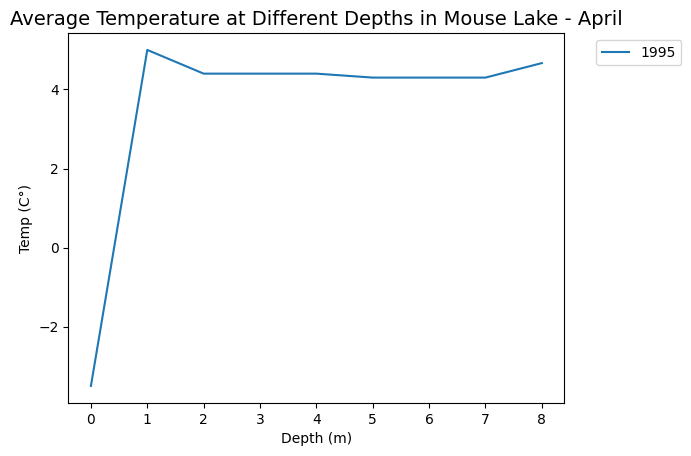 Average Temperature at Different Depths in Mouse Lake - April
1995
4
2
0
−2
Temp (C°)
0 1 2 3 4 5 6 7 8
Depth (m)